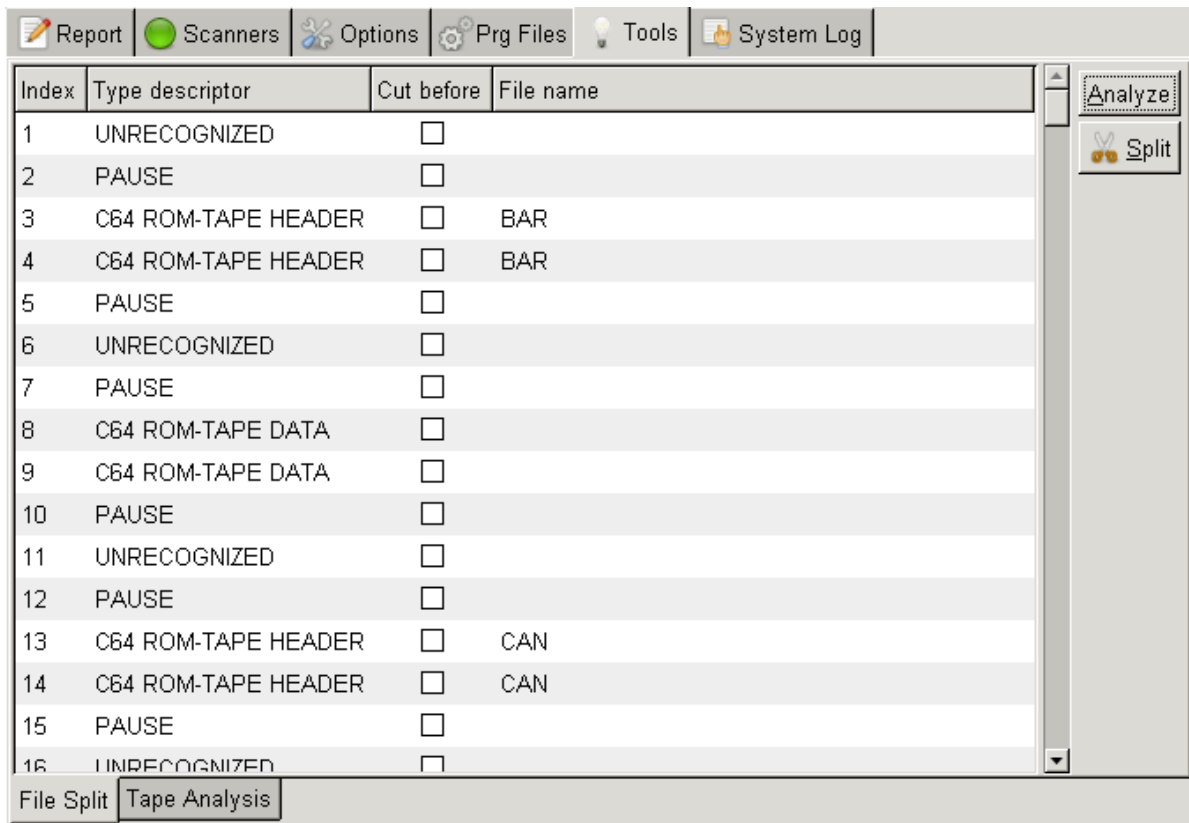 Report Scanners Options Prg Files Tools System Log
Index Type descriptor Cut before File name
Analyze
Split
1 UNRECOGNIZED
2 PAUSE
3 C64 ROM-TAPE HEADER BAR
4 C64 ROM-TAPE HEADER BAR
5 PAUSE
6 UNRECOGNIZED
7 PAUSE
8 C64 ROM-TAPE DATA
9 C64 ROM-TAPE DATA
10 PAUSE
11 UNRECOGNIZED
12 PAUSE
13 C64 ROM-TAPE HEADER CAN
14 C64 ROM-TAPE HEADER CAN
15 PAUSE
16 UNRECOGNIZED
File Split Tape Analysis